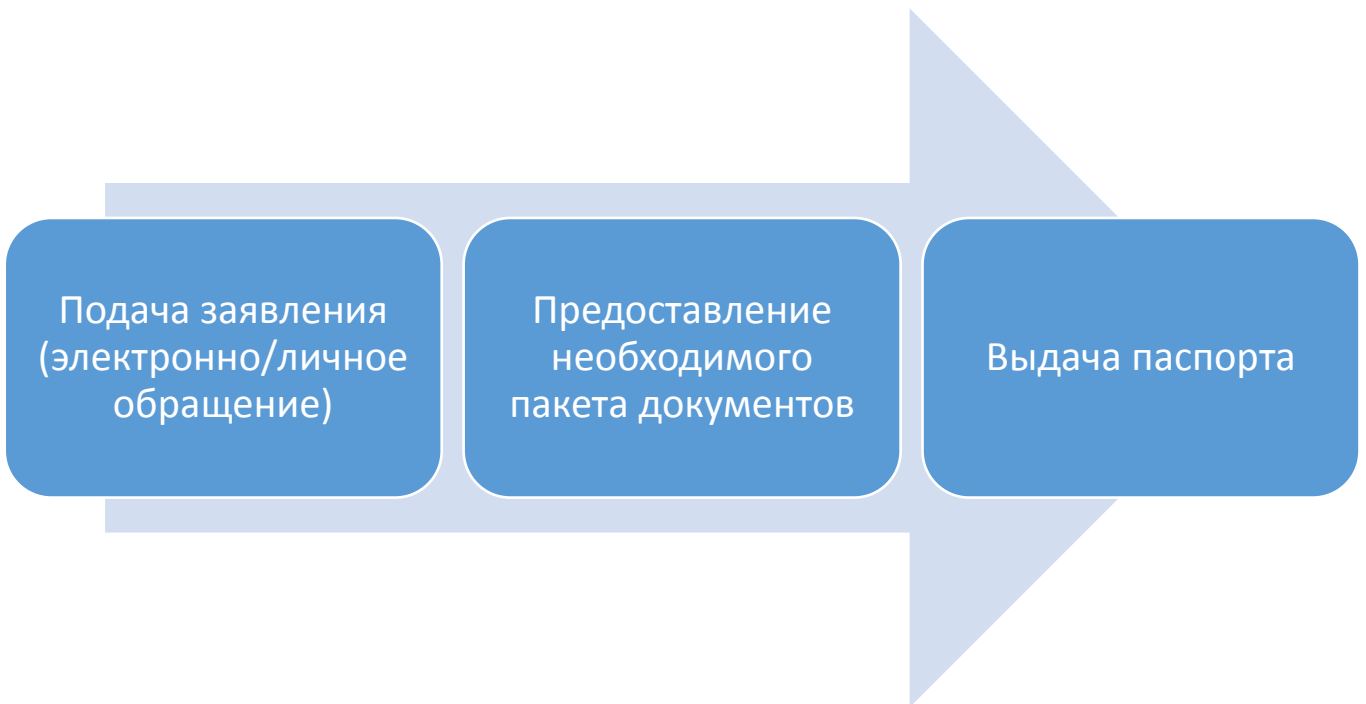 Подача заявления
(электронно/личное
обращение)
Предоставление
необходимого
пакета документов
Выдача паспорта